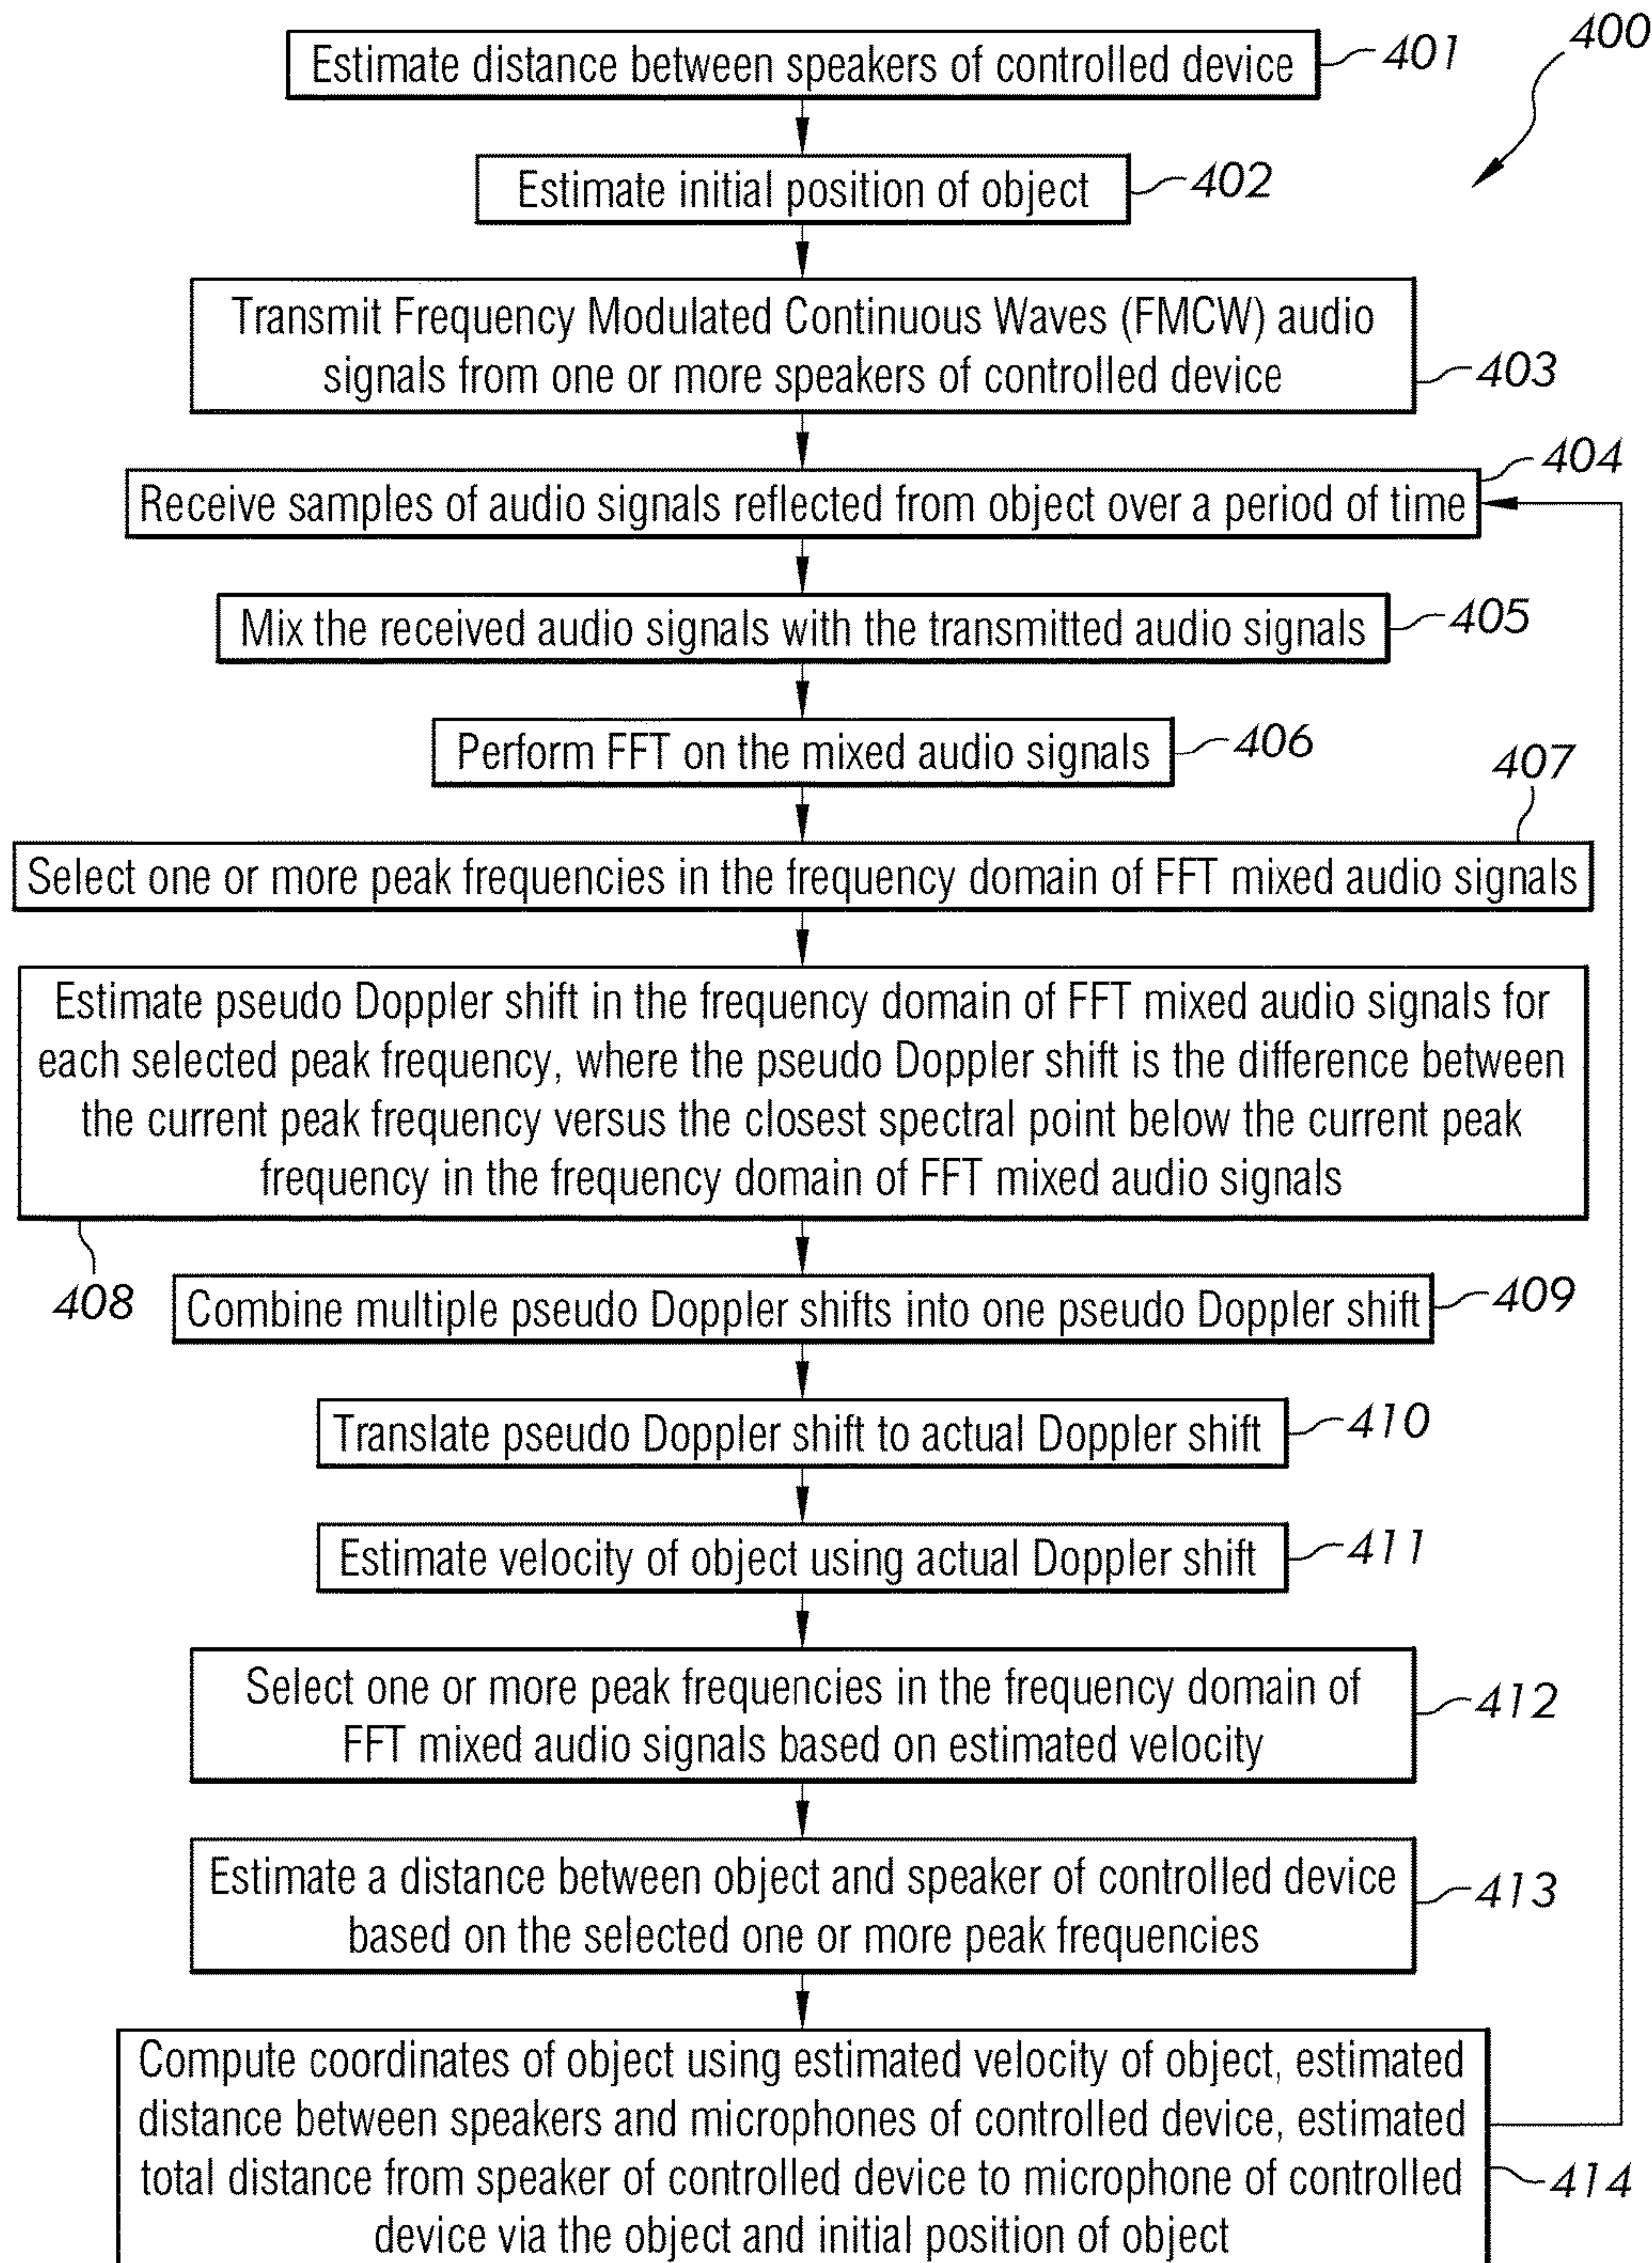 400
Estimate distance between speakers of controlled device
401
Estimate initial position of object
402
Transmit Frequency Modulated Continuous Waves (FMCW) audio
signals from one or more speakers of controlled device
403
404
Receive samples of audio signals reflected from object over a period of time
Mix the received audio signals with the transmitted audio signals
405
Perform FFT on the mixed audio signals
406
407
Select one or more peak frequencies in the frequency domain of FFT mixed audio signals
Estimate pseudo Doppler shift in the frequency domain of FFT mixed audio signals for
each selected peak frequency, where the pseudo Doppler shift is the difference between
the current peak frequency versus the closest spectral point below the current peak
frequency in the frequency domain of FFT mixed audio signals
408
Combine multiple pseudo Doppler shifts into one pseudo Doppler shift
409
Translate pseudo Doppler shift to actual Doppler shift
410
Estimate velocity of object using actual Doppler shift
411
Select one or more peak frequencies in the frequency domain of
FFT mixed audio signals based on estimated velocity
412
Estimate a distance between object and speaker of controlled device
based on the selected one or more peak frequencies
413
Compute coordinates of object using estimated velocity of object, estimated
distance between speakers and microphones of controlled device, estimated
total distance from speaker of controlled device to microphone of controlled
device via the object and initial position of object
414